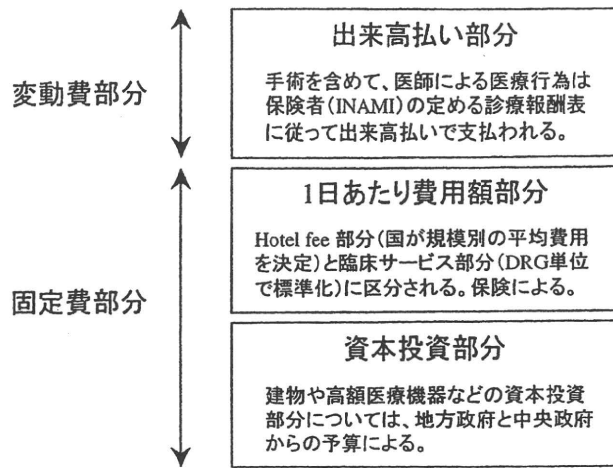 変動費部分
出来高払い部分
手術を含めて、医師による医療行為は
保険者(INAMI)の定める診療報酬表
に従って出来高払いで支払われる。
固定費部分
1日あたり費用額部分
Hotel fee 部分(国が規模別の平均費用
を決定)と臨床サービス部分(DRG単位
で標準化)に区分される。保険による。
資本投資部分
建物や高額医療機器などの資本投資
部分については、地方政府と中央政府
からの予算による。